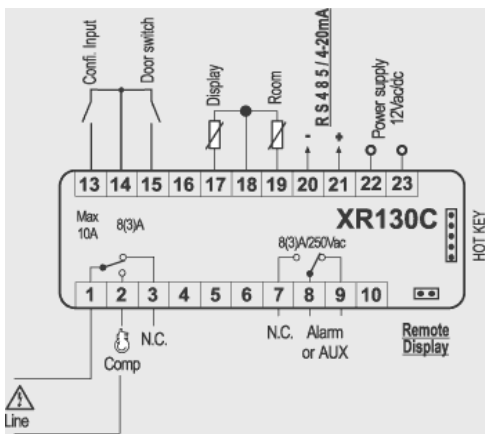 Confi. Input
Door switch
Display
Room
RS485/4-20mA
- +
Power supply
12Vac/dc
13 14 15 16 17 18 19 20 21 22 23
Max
10A
8(3)A
XR130C
HOT KEY
8(3)A/250Vac
1 2 3 4 5 6 7 8 9 10
N.C.
Comp
N.C.
Alarm
or AUX
Remote
Display
Line